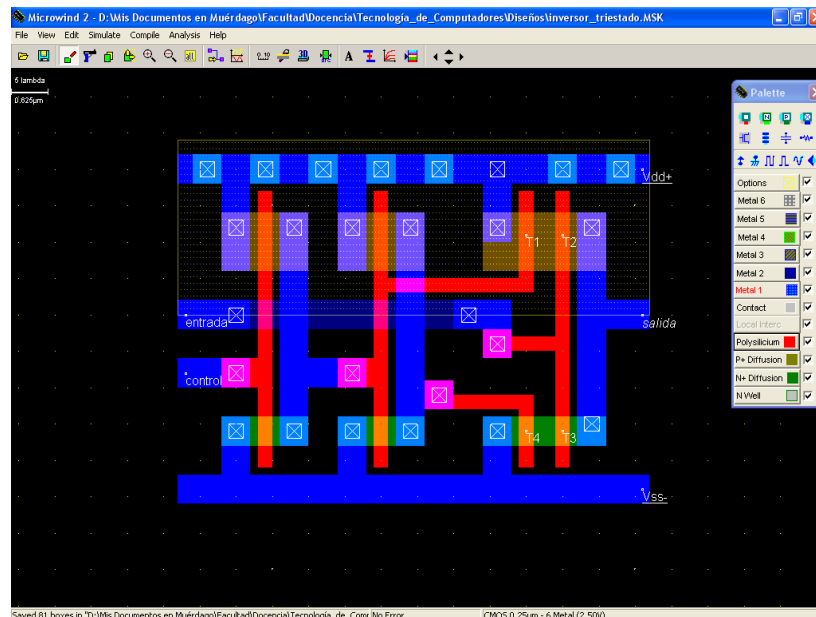 Microwind 2 - D:\Mis Documentos en Muérdago\Facultad\Docencia\Tecnología_de_Computadores\Diseños\inversor_triestado.MSK
File View Edit Simulate Compile Analysis Help
5 lambda
0.625µm
Palette
Vdd+
Options
Metal 6
Metal 5
T1 T2
Metal 4
Metal 3
Metal 2
Metal 1
Contact
entrada
salida
Local Interc
Polysilicium
P+ Diffusion
control
N+ Diffusion
N Well
T4 T3
Vss-
Saved 81 boxes in "D:\Mis Documentos en Muérdago\Facultad\Docencia\Tecnología_de_Com No Error CMOS 0.25µm - 6 Metal (2.50V)